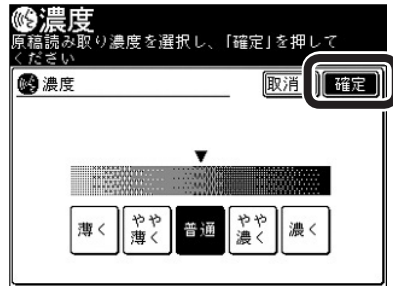 濃度
原稿読み取り濃度を選択し、「確定」を押して
ください
濃度
取消
確定
薄く
やや
薄く
普通
やや
濃く
濃く